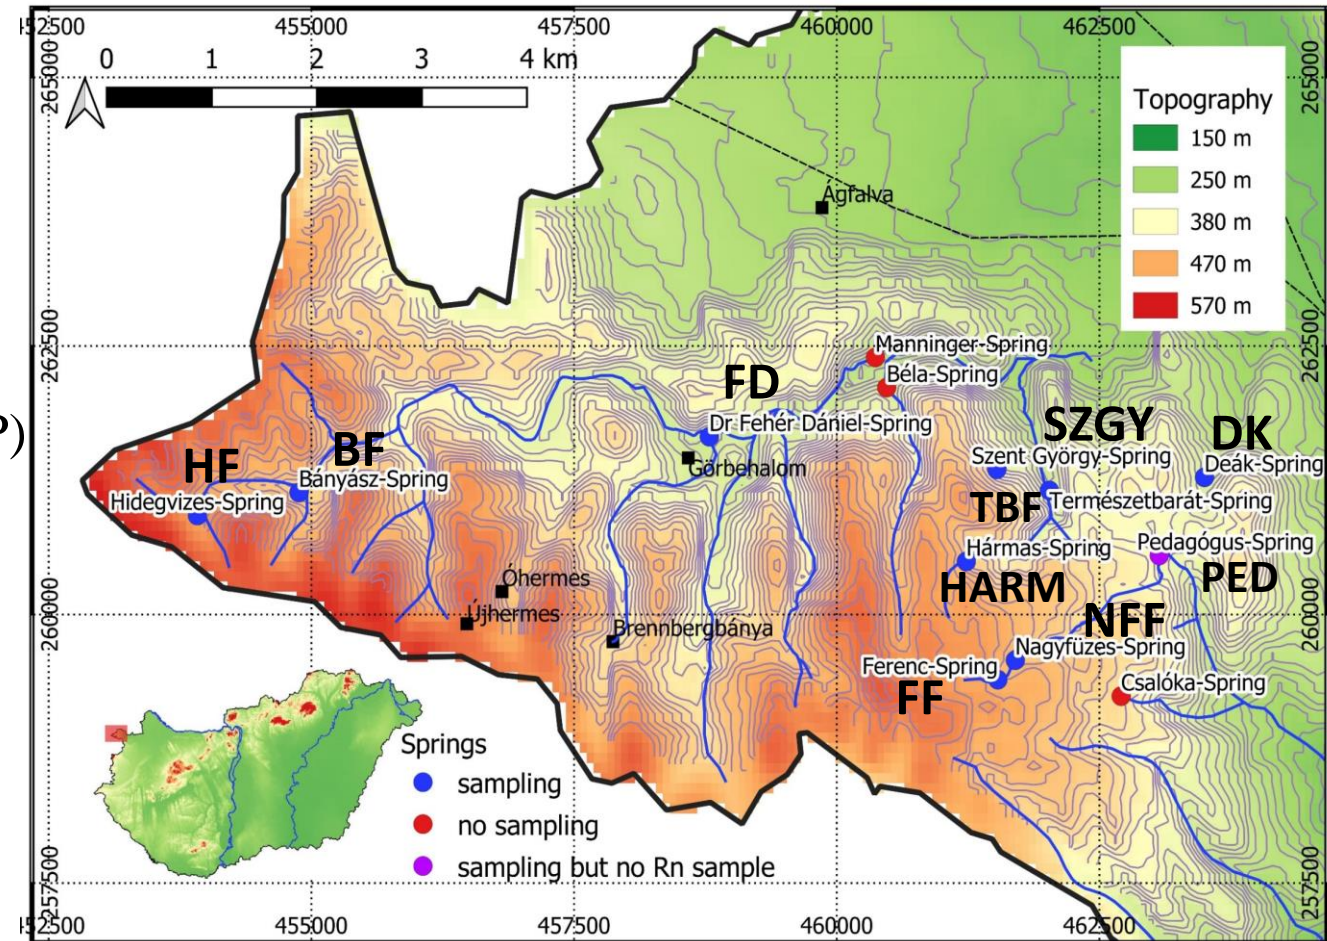 452500 455000 457500 460000 462500
0 1 2 3 4 km
265000 265000
Topography
150 m
250 m
380 m
470 m
570 m
Ágfalva
262500 262500
Manninger-Spring
Béla-Spring
FD
Dr Fehér Dániel-Spring
SZGY
DK
P)
HF
BF
Görbehalom
Szent György-Spring
Deák-Spring
Bányász-Spring
Hidegvizes-Spring
TBF
Természetbarát-Spring
Hármas-Spring
Pedagógus-Spring
Óhermes
HARM
PED
Újhermes
260000 260000
Brennbergbánya
NFF
Nagyfüzes-Spring
Ferenc-Spring
FF
Csalóka-Spring
Springs
sampling
no sampling
sampling but no Rn sample
257500 257500
452500 455000 457500 460000 462500